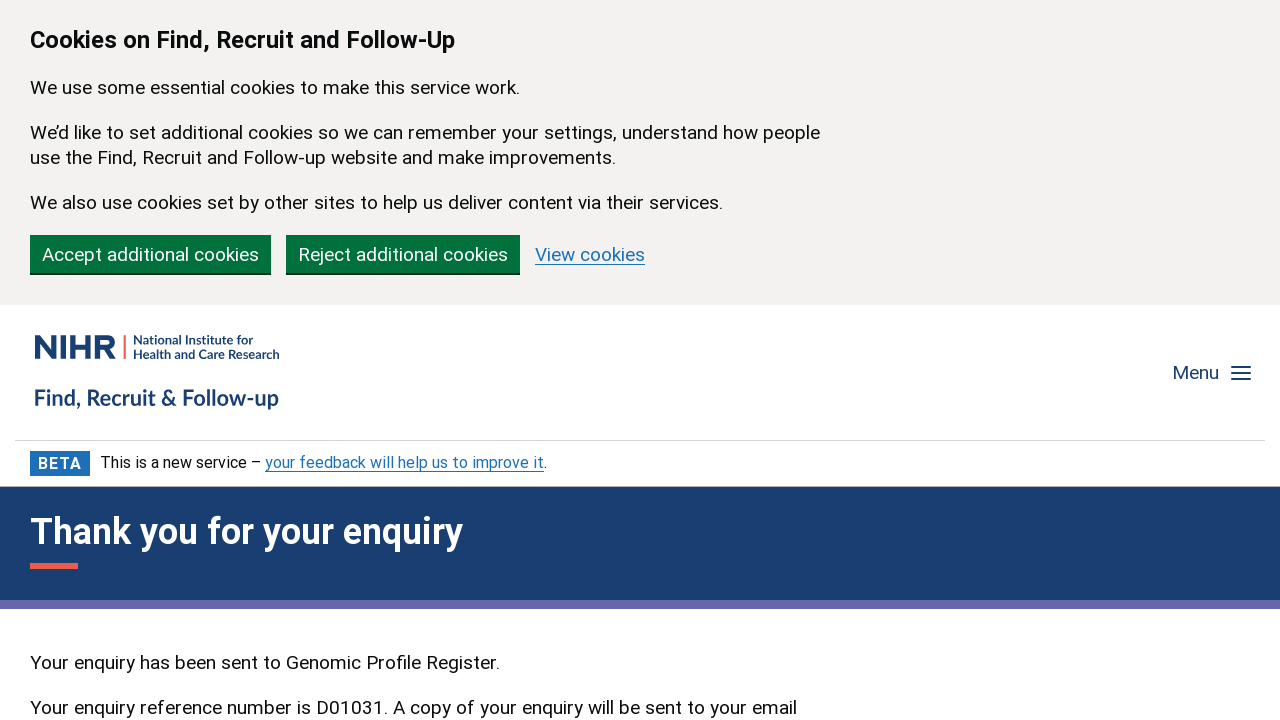 Cookies on Find, Recruit and Follow-Up
We use some essential cookies to make this service work.
We'd like to set additional cookies so we can remember your settings, understand how people
use the Find, Recruit and Follow-up website and make improvements.
We also use cookies set by other sites to help us deliver content via their services.
Accept additional cookies
Reject additional cookies
View cookies
NIHR
National Institute for
Health and Care Research
Find, Recruit & Follow-up
Menu
BETA
This is a new service – your feedback will help us to improve it.
Thank you for your enquiry
Your enquiry has been sent to Genomic Profile Register.
Your enquiry reference number is D01031. A copy of your enquiry will be sent to your email